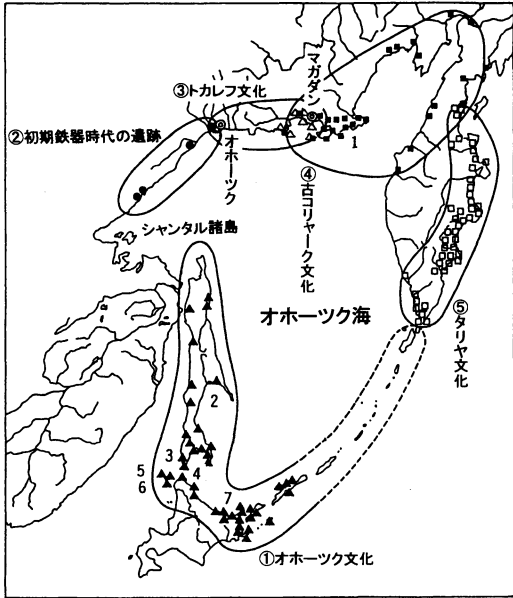 ③トカレフ文化
マガダン
②初期鉄器時代の遺跡
オホーツク
1
④古コリャーク文化
シャンタル諸島
オホーツク海
⑤タリヤ文化
2
3
4
5
6
7
①オホーツク文化